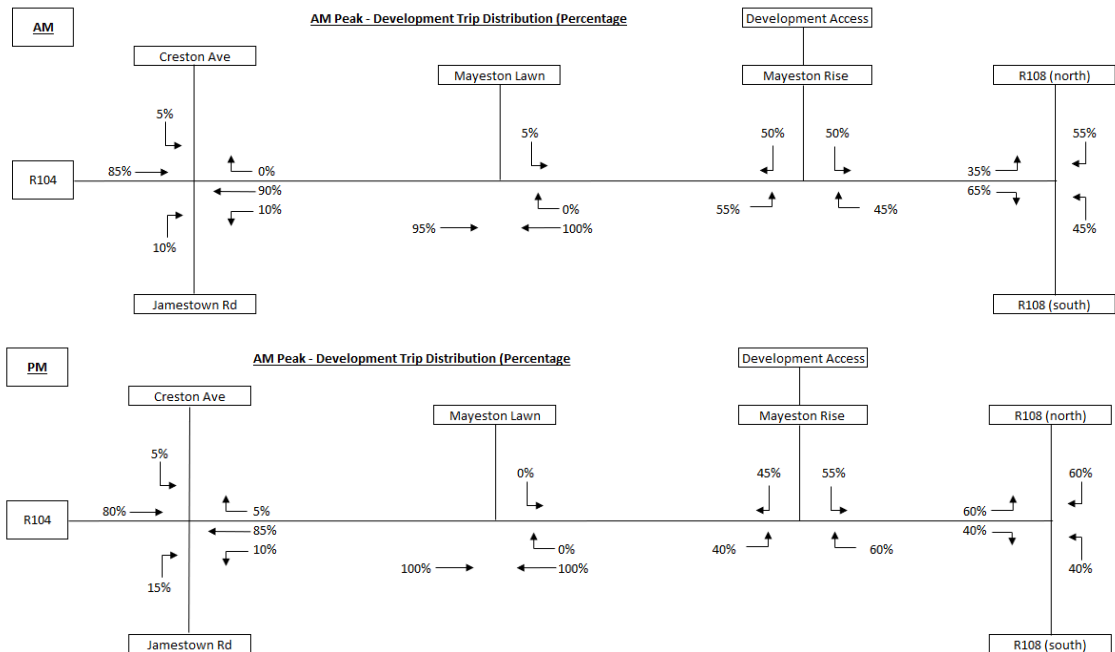 AM
AM Peak - Development Trip Distribution (Percentage
Development Access
Creston Ave
Mayeston Lawn
Mayeston Rise
R108 (north)
5%
5%
50%
50%
55%
R104
85%
0%
35%
90%
65%
10%
0%
55%
45%
10%
95%
100%
45%
Jamestown Rd
R108 (south)
PM
AM Peak - Development Trip Distribution (Percentage
Development Access
Creston Ave
Mayeston Lawn
Mayeston Rise
R108 (north)
5%
0%
45%
55%
60%
R104
80%
5%
60%
85%
40%
10%
0%
40%
60%
15%
100%
100%
40%
Jamestown Rd
R108 (south)